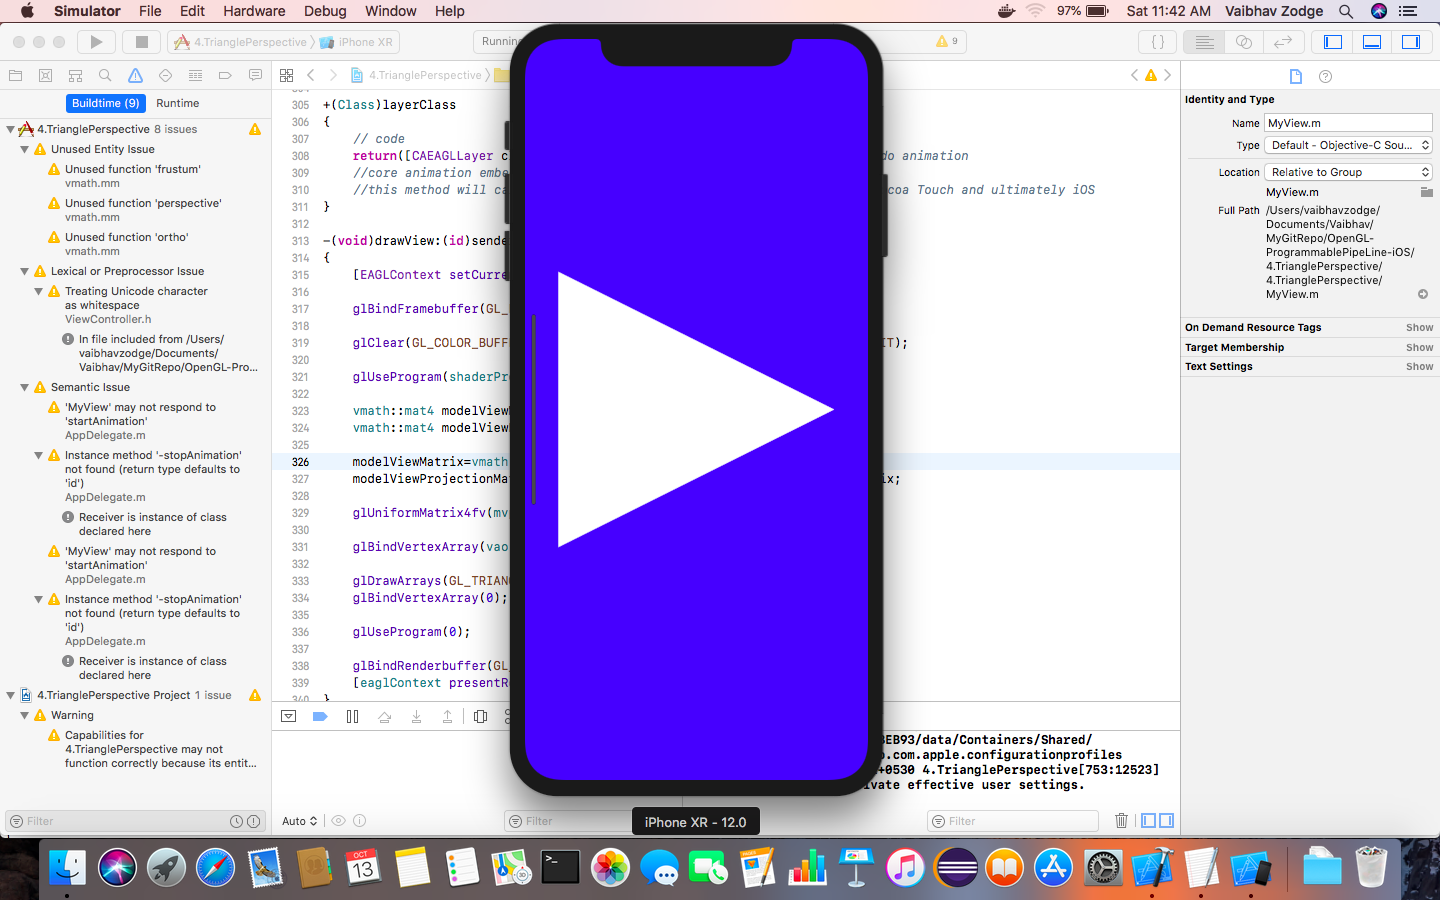 Simulator File Edit Hardware Debug Window Help 97% Sat 11:42 AM Vaibhav Zodge
4.TrianglePerspective iPhone XR Running 9
Buildtime (9) Runtime
4.TrianglePerspective 8 issues
Unused Entity Issue
Unused function 'frustum'
vmath.mm
Unused function 'perspective'
vmath.mm
Unused function 'ortho'
vmath.mm
Lexical or Preprocessor Issue
Treating Unicode character
as whitespace
ViewController.h
In file included from /Users/
vaibhavzodge/Documents/
Vaibhav/MyGitRepo/OpenGL-Pro...
Semantic Issue
'MyView' may not respond to
'startAnimation'
AppDelegate.m
Instance method '-stopAnimation'
not found (return type defaults to
'id')
AppDelegate.m
Receiver is instance of class
declared here
'MyView' may not respond to
'startAnimation'
AppDelegate.m
Instance method '-stopAnimation'
not found (return type defaults to
'id')
AppDelegate.m
Receiver is instance of class
declared here
4.TrianglePerspective Project 1 issue
Warning
Capabilities for
4.TrianglePerspective may not
function correctly because its entit...
Filter
4.TrianglePerspective
305 +(Class)layerClass
306 {
307 // code
308 return([CAEAGLLayer c do animation
309 //core animation embe
310 //this method will ca coa Touch and ultimately iOS
311 }
312
313 -(void)drawView:(id)sende
314 {
315 [EAGLContext setCurre
316
317 glBindFramebuffer(GL_
318
319 glClear(GL_COLOR_BUFF IT);
320
321 glUseProgram(shaderPro
322
323 vmath::mat4 modelView
324 vmath::mat4 modelView
325
326 modelViewMatrix=vmath
327 modelViewProjectionMa ix;
328
329 glUniformMatrix4fv(mv
330
331 glBindVertexArray(vao
332
333 glDrawArrays(GL_TRIAN
334 glBindVertexArray(0);
335
336 glUseProgram(0);
337
338 glBindRenderbuffer(GL_
339 [eaglContext presentR
340 }
Auto Filter
EB93/data/Containers/Shared/
.com.apple.configurationprofiles
+0530 4.TrianglePerspective[753:12523]
vate effective user settings.
Filter
iPhone XR - 12.0
Identity and Type
Name MyView.m
Type Default - Objective-C Sou...
Location Relative to Group
MyView.m
Full Path /Users/vaibhavzodge/
Documents/Vaibhav/
MyGitRepo/OpenGL-
ProgrammablePipeLine-iOS/
4.TrianglePerspective/
4.TrianglePerspective/
MyView.m
On Demand Resource Tags Show
Target Membership Show
Text Settings Show
OCT
13